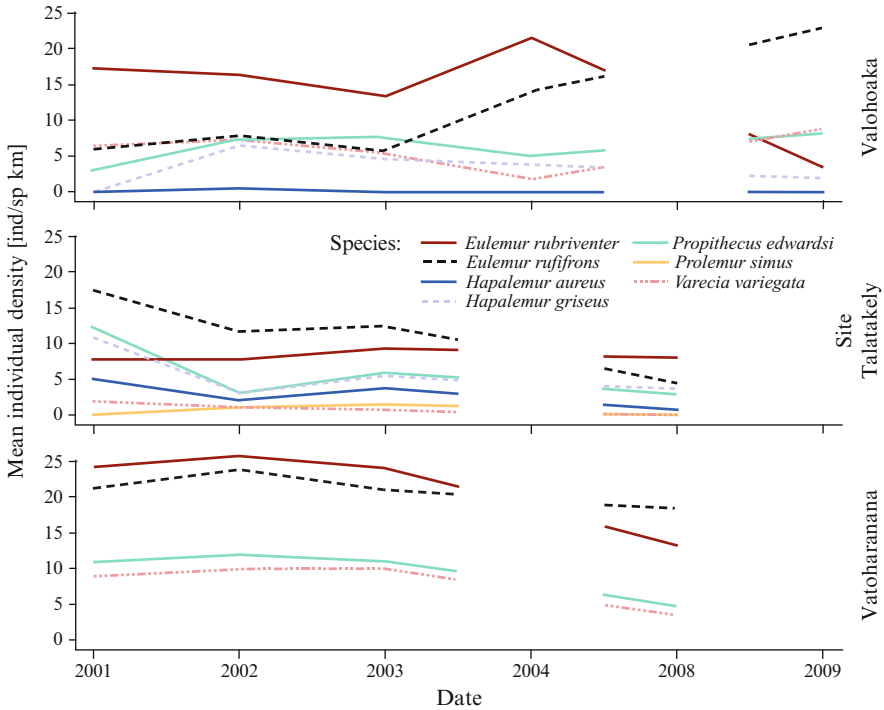 Mean individual density [ind/sp km]
25
20
15
10
5
0
Valohoaka
25
20
15
10
5
0
Species:
Eulemur rubriventer
Eulemur rufifrons
Hapalemur aureus
Hapalemur griseus
Propithecus edwardsi
Prolemur simus
Varecia variegata
Site
Talatakely
25
20
15
10
5
0
Vatoharanana
2001 2002 2003 2004 2008 2009
Date